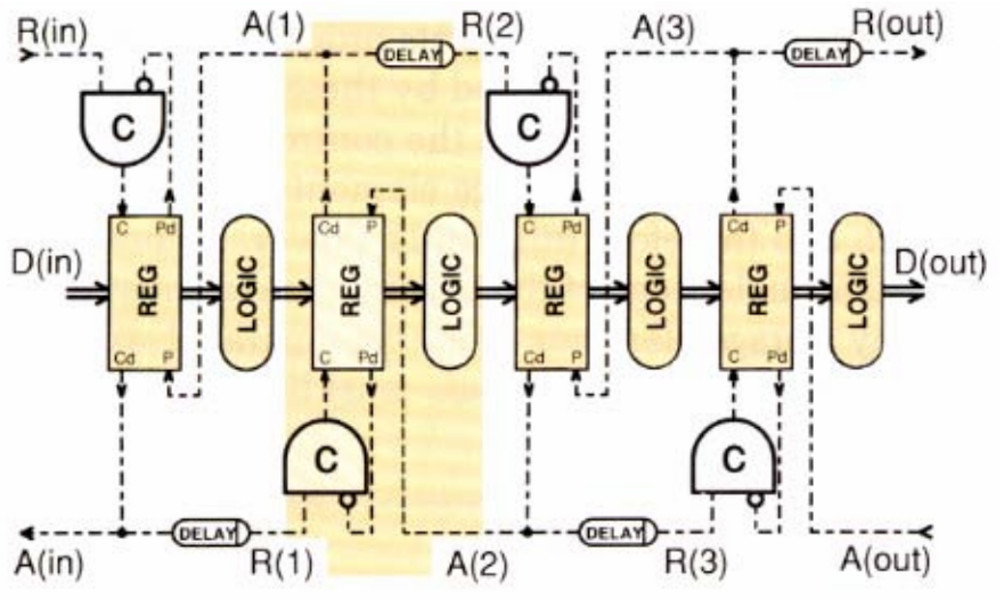 R(in) A(1) DELAY R(2) A(3) DELAY R(out)
C C
C Pd Cd P C Pd Cd P
D(in) REG LOGIC REG LOGIC REG LOGIC REG LOGIC D(out)
Cd P C Pd Cd P C Pd
C C
DELAY DELAY
A(in) R(1) A(2) R(3) A(out)